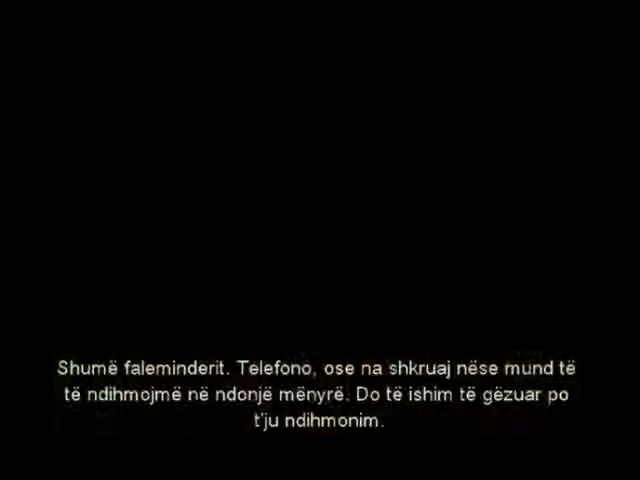 Shumë faleminderit. Telefono, ose na shkruaj nëse mund të
të ndihmojmë në ndonjë mënyrë. Do të ishim të gëzuar po
t'ju ndihmonim.